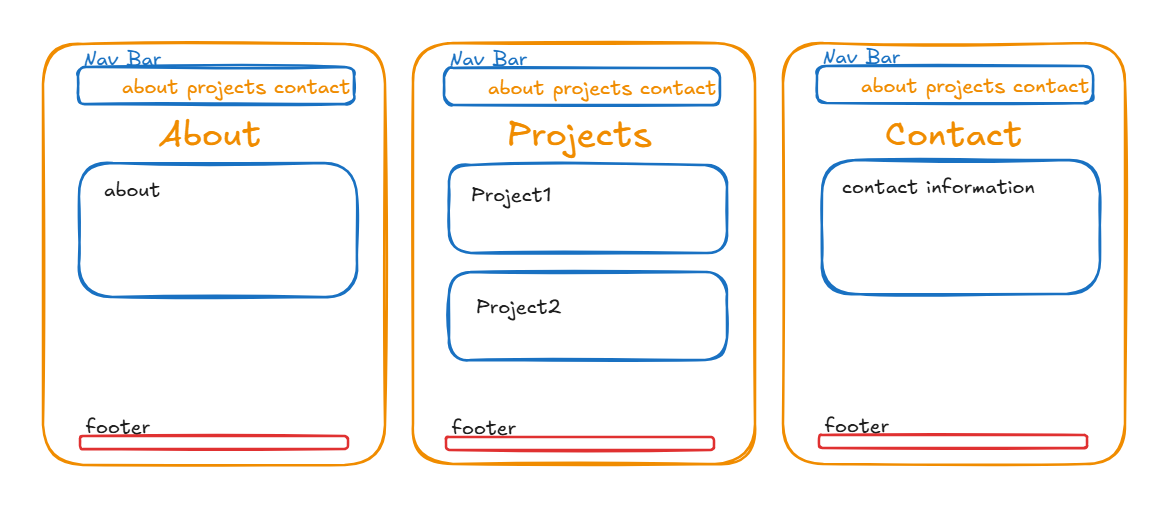 Nav Bar
about projects contact
About
about
footer
Nav Bar
about projects contact
Projects
Project1
Project2
footer
Nav Bar
about projects contact
Contact
contact information
footer